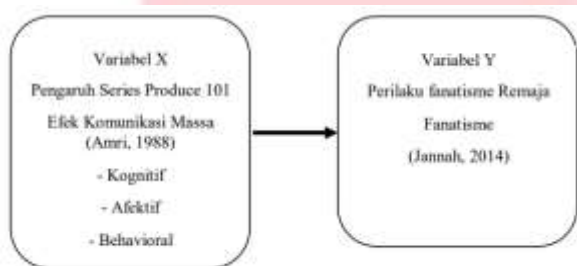 Variabel X
Pengaruh Series Produce 101
Efek Komunikasi Massa
(Amri, 1988)
- Kognitif
- Afektif
- Behavioral
Variabel Y
Perilaku fanatisme Remaja
Fanatisme
(Jannah, 2014)